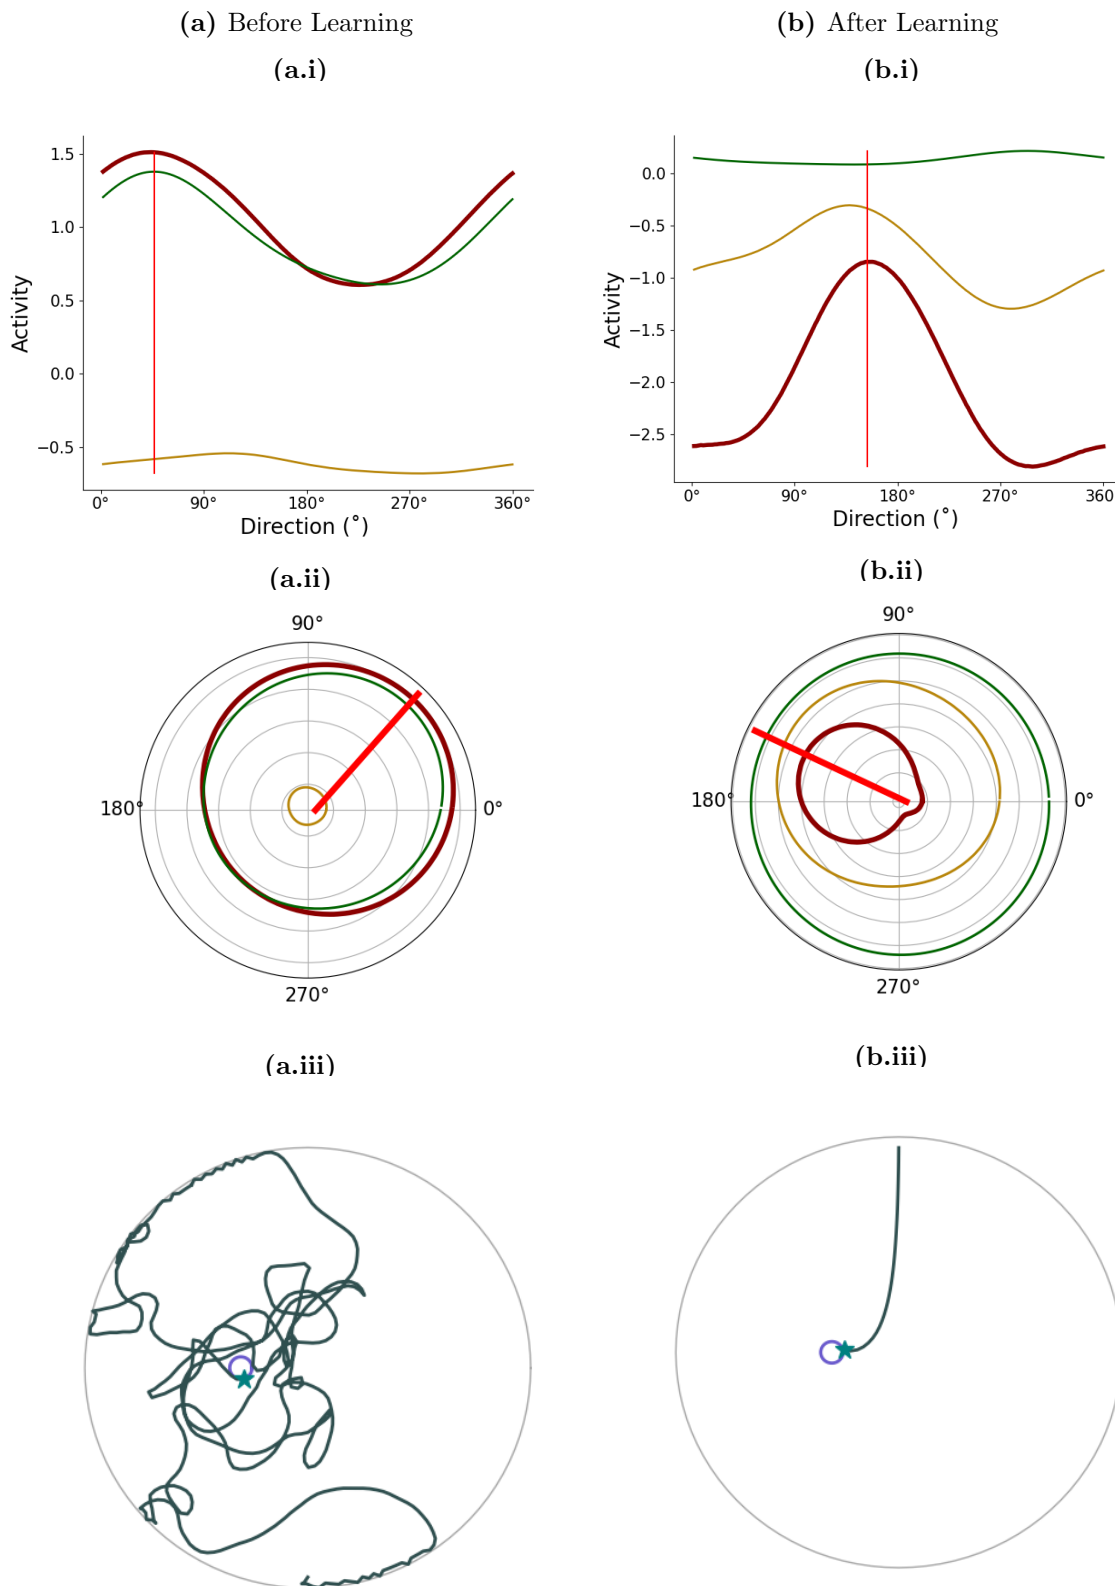 (a) Before Learning
(b) After Learning
(a.i)
(b.i)
1.5
1.0
0.5
0.0
−0.5
Activity
0° 90° 180° 270° 360°
Direction (˚)
0.0
−0.5
−1.0
−1.5
−2.0
−2.5
Activity
0° 90° 180° 270° 360°
Direction (˚)
(a.ii)
(b.ii)
90°
180°
0°
270°
90°
180°
0°
270°
(a.iii)
(b.iii)